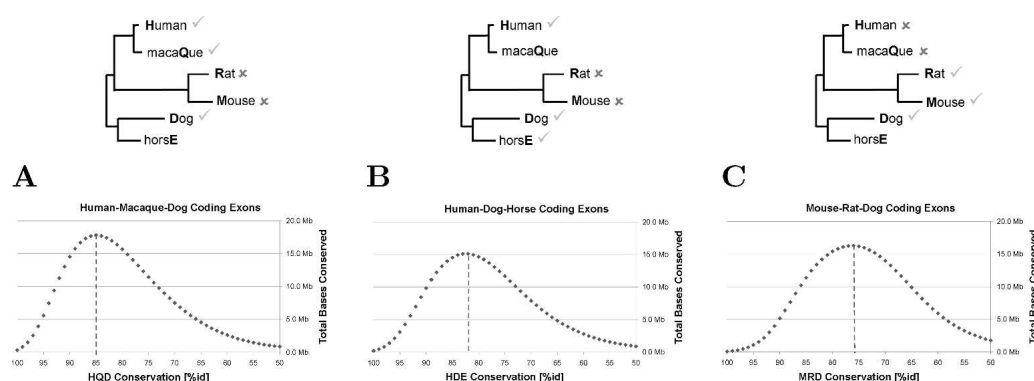 Human ✓
macaQue ✓
Rat ✗
Mouse ✗
Dog ✓
horsE
Human ✓
macaQue
Rat ✗
Mouse ✗
Dog ✓
horsE ✓
Human ✗
macaQue ✗
Rat ✓
Mouse ✓
Dog ✓
horsE
A
B
C
Human-Macaque-Dog Coding Exons
20.0 Mb
15.0 Mb
10.0 Mb
5.0 Mb
0.0 Mb
Total Bases Conserved
100 95 90 85 80 75 70 65 60 55 50
HQD Conservation [%id]
Human-Dog-Horse Coding Exons
20.0 Mb
15.0 Mb
10.0 Mb
5.0 Mb
0.0 Mb
Total Bases Conserved
100 95 90 85 80 75 70 65 60 55 50
HDE Conservation [%id]
Mouse-Rat-Dog Coding Exons
20.0 Mb
15.0 Mb
10.0 Mb
5.0 Mb
0.0 Mb
Total Bases Conserved
100 95 90 85 80 75 70 65 60 55 50
MRD Conservation [%id]